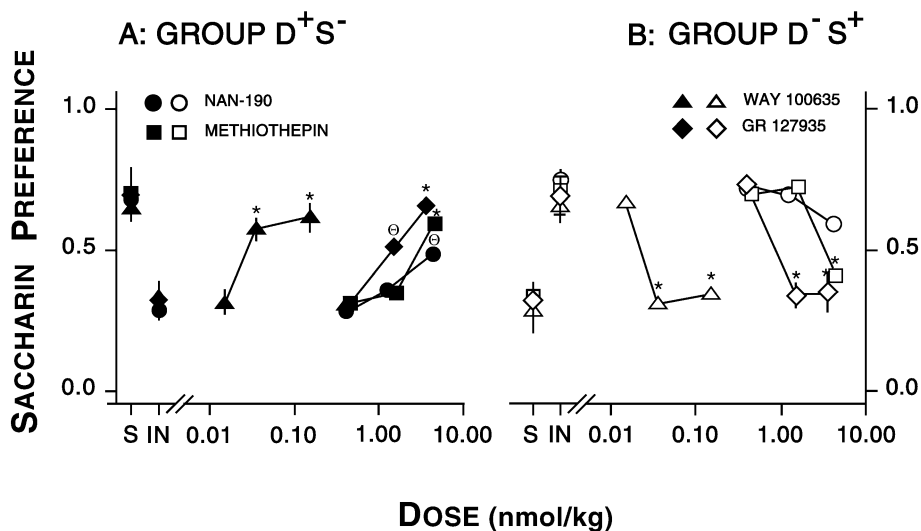 A: GROUP D+S-
B: GROUP D- S+
SACCHARIN PREFERENCE
1.0
NAN-190
METHIOTHEPIN
WAY 100635
GR 127935
1.0
*
*
*
*
Θ
Θ
*
*
*
*
*
0.5
0.5
0.0
0.0
S IN 0.01 0.10 1.00 10.00
S IN 0.01 0.10 1.00 10.00
DOSE (nmol/kg)